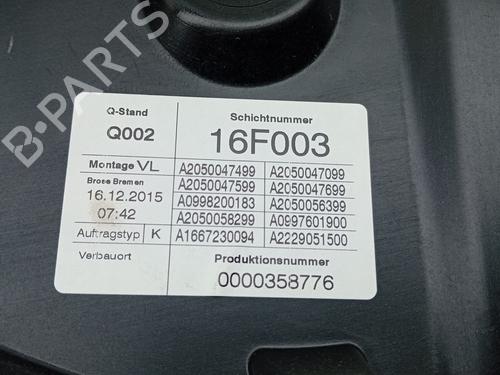 B-PARTS
Q-Stand
Q002
Schichtnummer
16F003
Montage VL
Brose Bremen
16.12.2015
07:42
Auftragstyp K
A2050047499 A2050047099
A2050047599 A2050047699
A0998200183 A2050056399
A2050058299 A0997601900
A1667230094 A2229051500
Verbauort
Produktionsnummer
0000358776